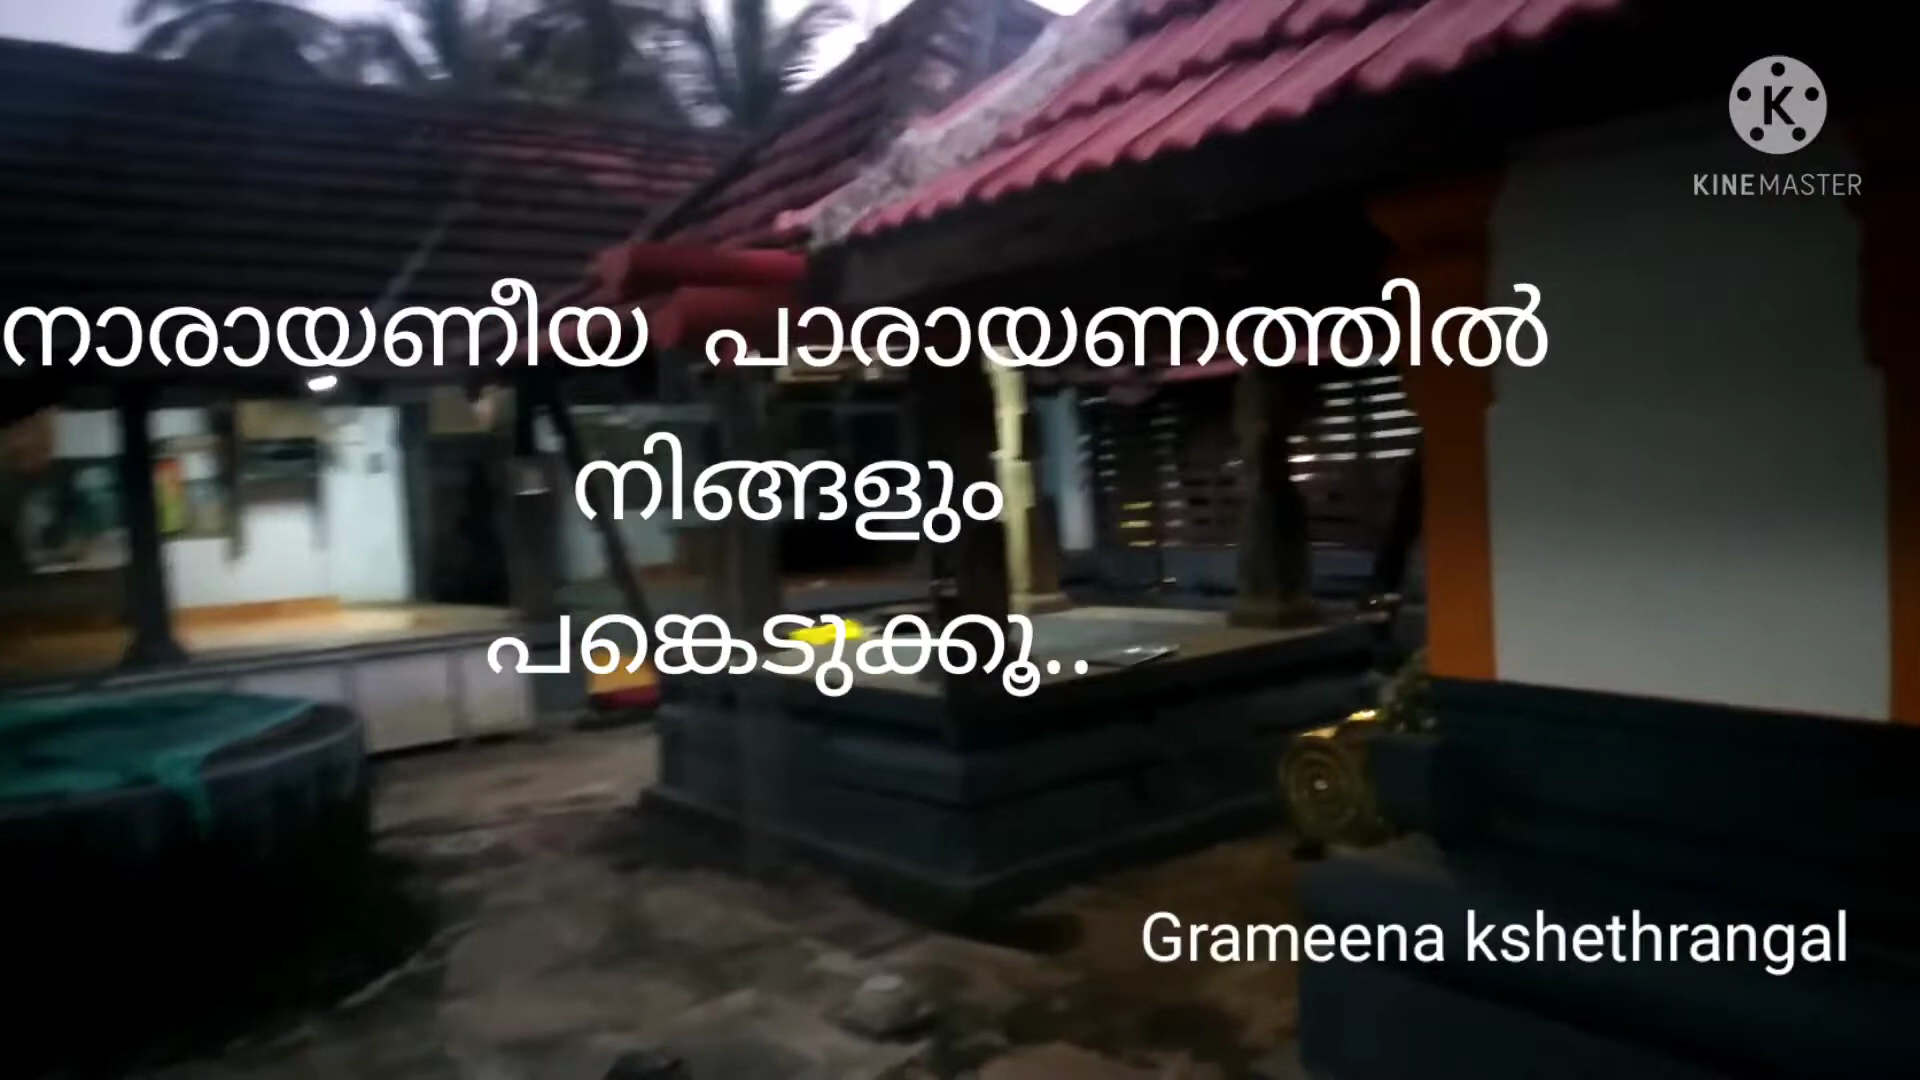 KINEMASTER
നാരായണീയ പാരായണത്തിൽ
നിങ്ങളും
പങ്കെടുക്കൂ..
Grameena kshethrangal